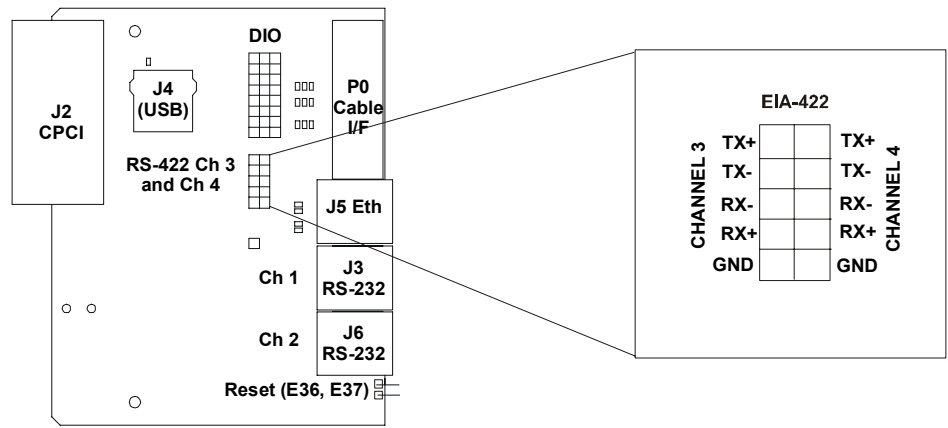 DIO
J2
CPCI
J4
(USB)
P0
Cable
I/F
RS-422 Ch 3
and Ch 4
J5 Eth
Ch 1
J3
RS-232
Ch 2
J6
RS-232
Reset (E36, E37)
EIA-422
CHANNEL 3
TX+
TX-
RX-
RX+
GND
TX+
TX-
RX-
RX+
GND
CHANNEL 4